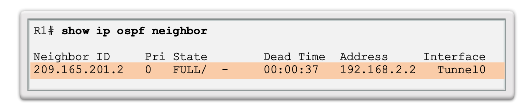 R1# show ip ospf neighbor
Neighbor ID Pri State Dead Time Address Interface
209.165.201.2 0 FULL/ - 00:00:37 192.168.2.2 Tunnel0